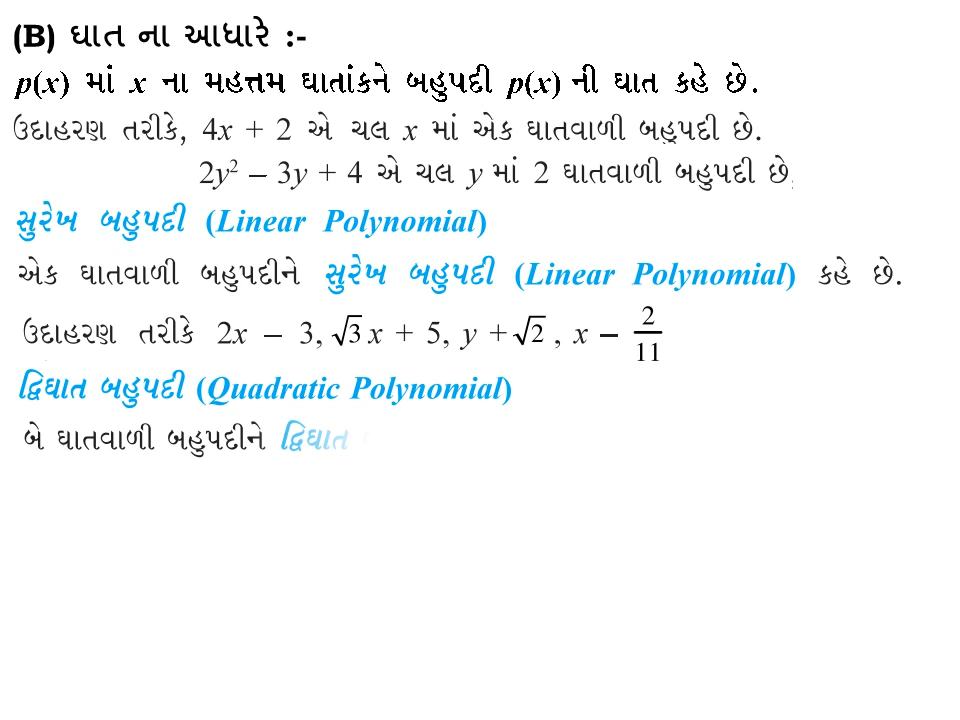 (B) ઘાત ના આધારે :-
p(x) માં x ના મહત્તમ ઘાતાંકને બહુપદી p(x) ની ઘાત કહે છે.
ઉદાહરણ તરીકે, 4x + 2 એ ચલ x માં એક ઘાતવાળી બહુપદી છે.
2y² – 3y + 4 એ ચલ y માં 2 ઘાતવાળી બહુપદી છે.
સુરેખ બહુપદી (Linear Polynomial)
એક ઘાતવાળી બહુપદીને સુરેખ બહુપદી (Linear Polynomial) કહે છે.
ઉદાહરણ તરીકે 2x – 3, √3 x + 5, y + √2 , x – 2/11
દ્વિઘાત બહુપદી (Quadratic Polynomial)
બે ઘાતવાળી બહુપદીને દ્વિઘાત